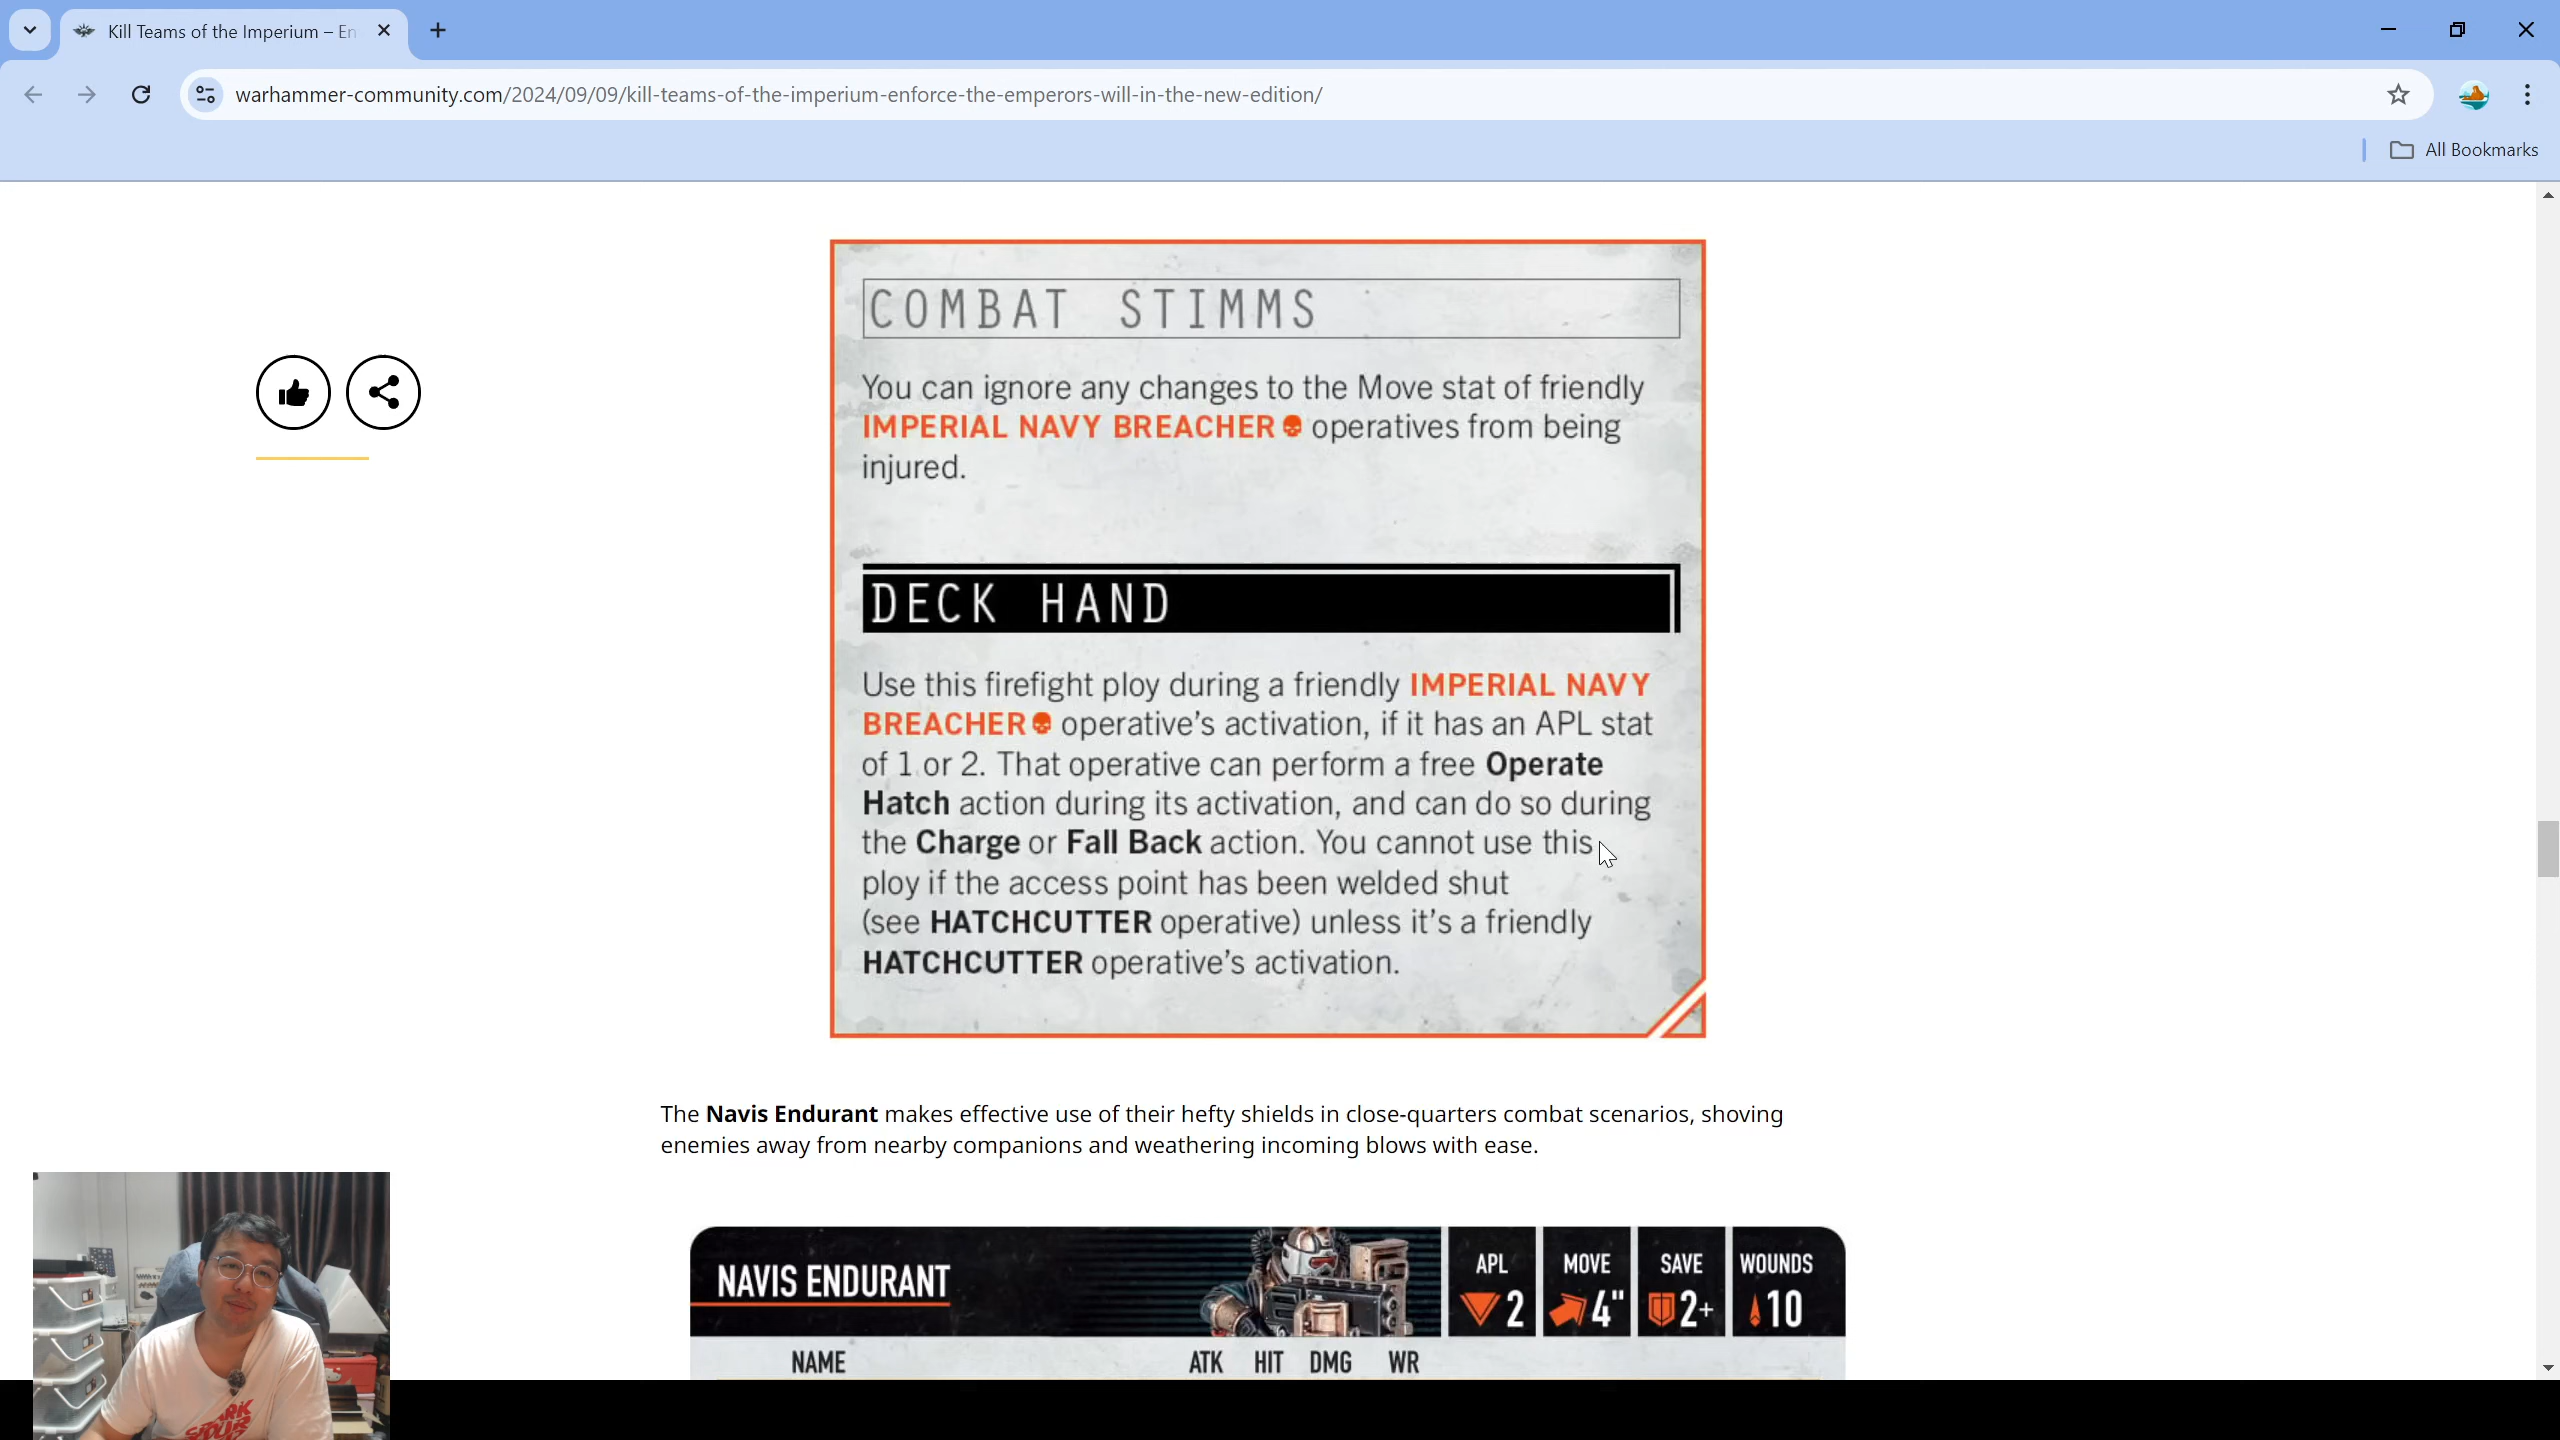 Kill Teams of the Imperium – En
warhammer-community.com/2024/09/09/kill-teams-of-the-imperium-enforce-the-emperors-will-in-the-new-edition/
All Bookmarks
COMBAT STIMMS
You can ignore any changes to the Move stat of friendly
IMPERIAL NAVY BREACHER operatives from being
injured.
DECK HAND
Use this firefight ploy during a friendly IMPERIAL NAVY
BREACHER operative’s activation, if it has an APL stat
of 1 or 2. That operative can perform a free Operate
Hatch action during its activation, and can do so during
the Charge or Fall Back action. You cannot use this
ploy if the access point has been welded shut
(see HATCHCUTTER operative) unless it’s a friendly
HATCHCUTTER operative’s activation.
The Navis Endurant makes effective use of their hefty shields in close-quarters combat scenarios, shoving
enemies away from nearby companions and weathering incoming blows with ease.
NAVIS ENDURANT
APL MOVE SAVE WOUNDS
2 4" 2+ 10
NAME ATK HIT DMG WR